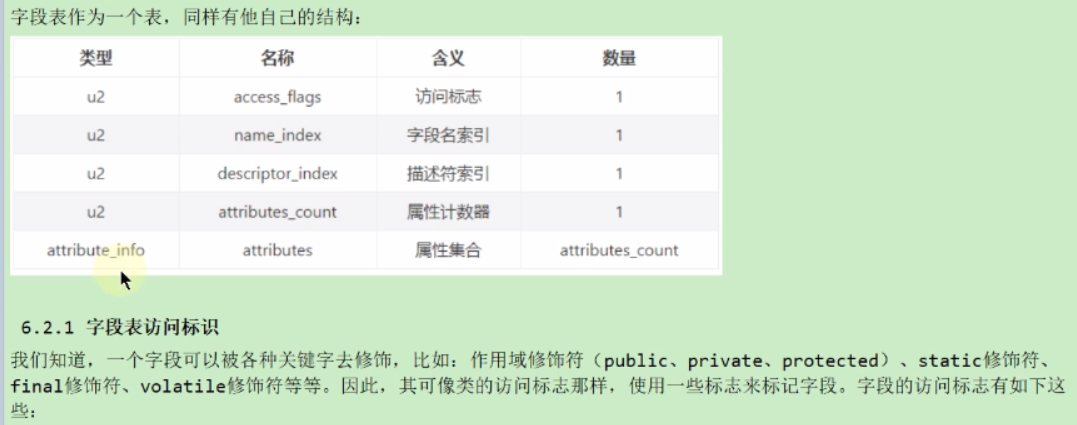 字段表作为一个表，同样有他自己的结构：
类型 名称 含义 数量
u2 access_flags 访问标志 1
u2 name_index 字段名索引 1
u2 descriptor_index 描述符索引 1
u2 attributes_count 属性计数器 1
attribute_info attributes 属性集合 attributes_count
6.2.1 字段表访问标识
我们知道，一个字段可以被各种关键字去修饰，比如：作用域修饰符（public、private、protected）、static修饰符、
final修饰符、volatile修饰符等等。因此，其可像类的访问标志那样，使用一些标志来标记字段。字段的访问标志有如下这
些：